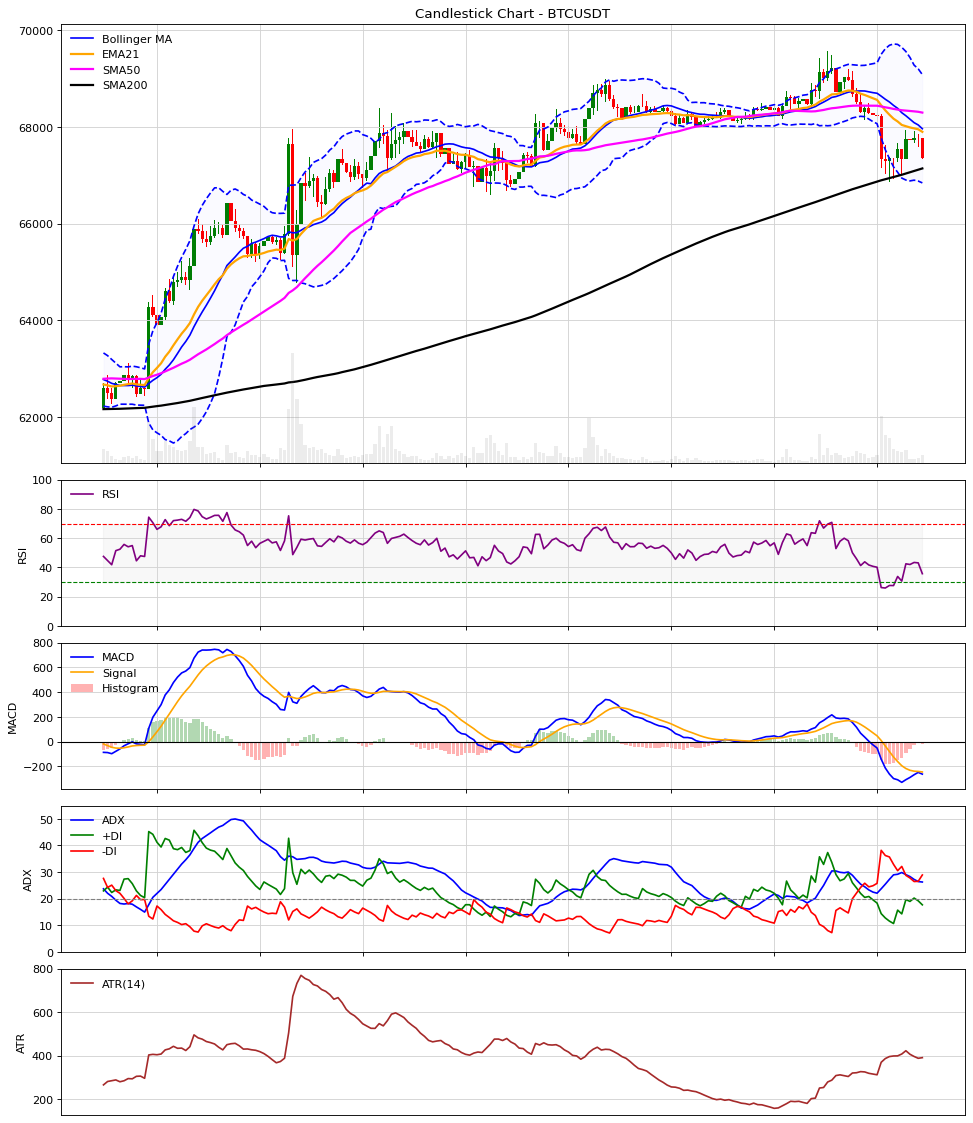 Candlestick Chart - BTCUSDT
70000
68000
66000
64000
62000
Bollinger MA
EMA21
SMA50
SMA200
100
80
60
40
20
0
RSI
RSI
800
600
400
200
0
−200
MACD
MACD
Signal
Histogram
50
40
30
20
10
0
ADX
ADX
+DI
-DI
800
600
400
200
ATR
ATR(14)